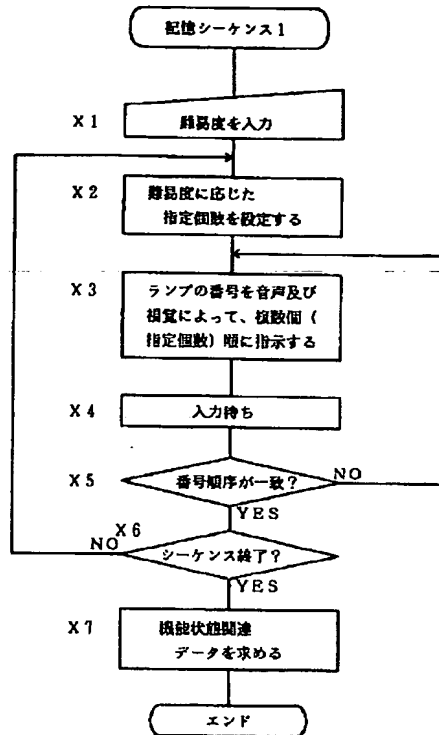 記憶シーケンス1
X1
難易度を入力
X2
難易度に応じた
指定個数を設定する
X3
ランプの番号を音声及び
視覚によって、複数個(
指定個数)順に指示する
X4
入力待ち
X5
番号順序が一致?
NO
YES
X6
NO
シーケンス終了?
YES
X7
機能状態関連
データを求める
エンド